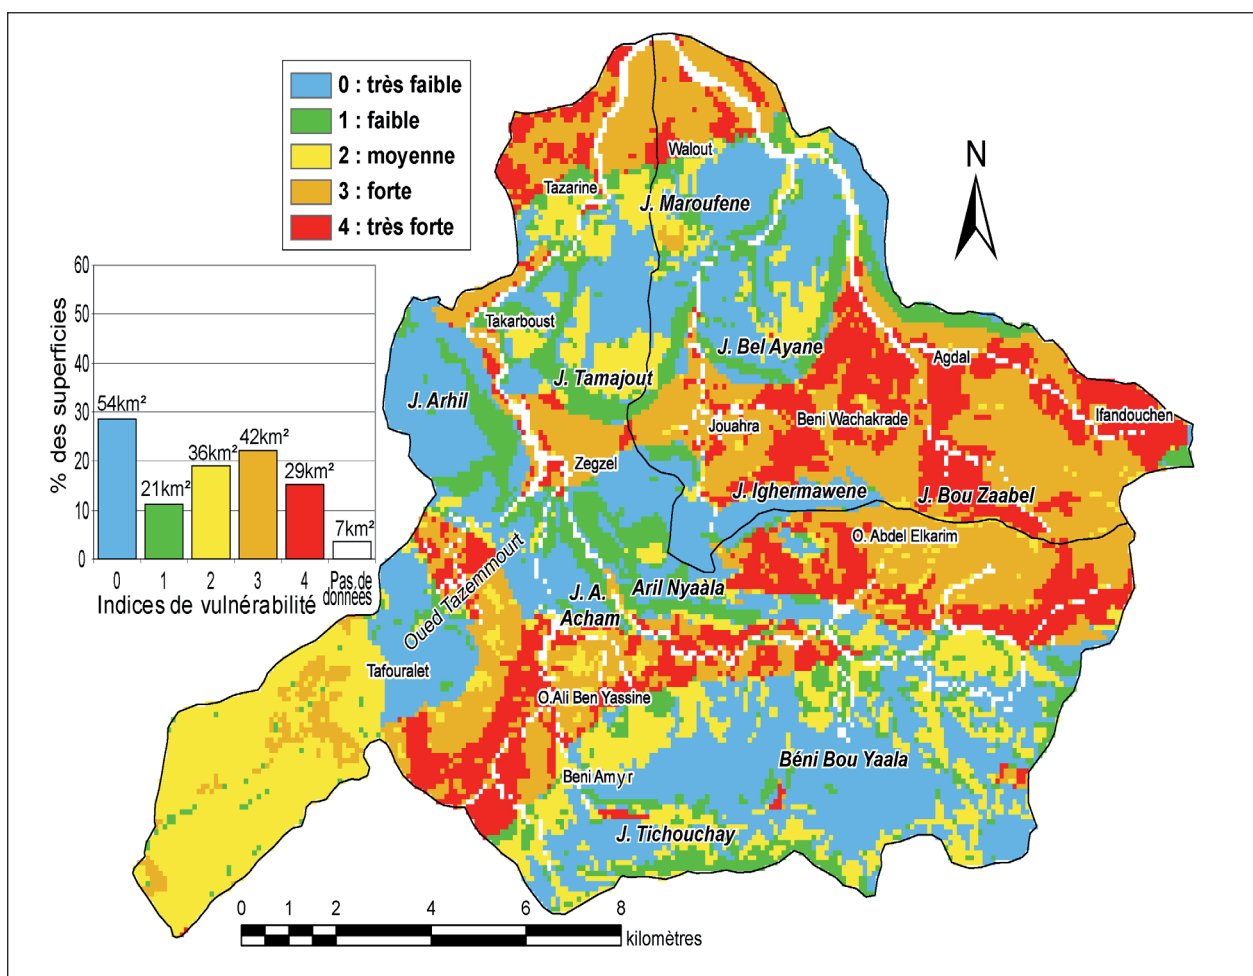 0 : très faible
1 : faible
2 : moyenne
3 : forte
4 : très forte
N
Walout
Tazarine
J. Maroufene
Takarboust
J. Bel Ayane
Agdal
J. Tamajout
J. Arhil
Ifandouchen
Jouahra
Beni Wachakrade
Zegzel
J. Ighermawene
J. Bou Zaabel
O. Abdel Elkarim
Oued Tazemmourt
Aril Nyaàla
J. A.
Acham
Tafouralet
O.Ali Ben Yassine
Béni Bou Yaala
Beni Amyr
J. Tichouchay
% des superficies
60
50
40
30
20
10
0
54km²
21km²
36km²
42km²
29km²
7km²
0
1
2
3
4
Pas.de
données
Indices de vulnérabilité
0 1 2 4 6 8
kilomètres